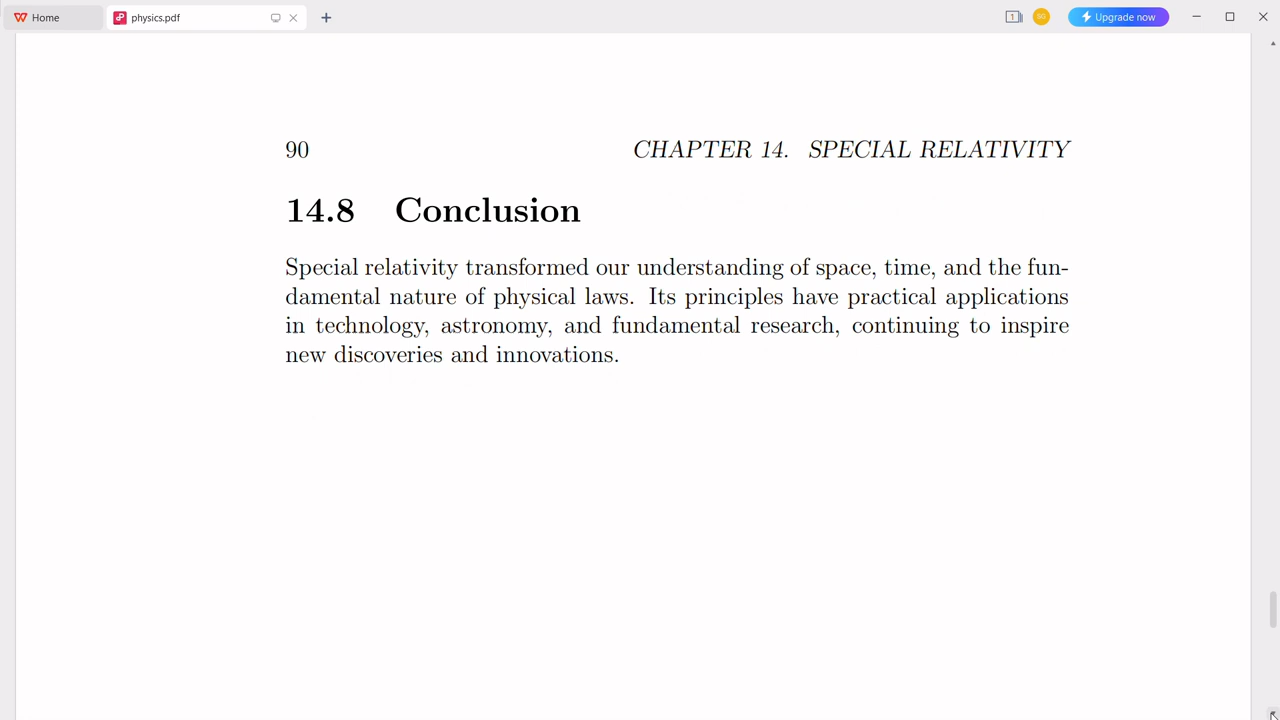 Home
physics.pdf
1
SG
Upgrade now
90 CHAPTER 14. SPECIAL RELATIVITY
14.8 Conclusion
Special relativity transformed our understanding of space, time, and the fun-
damental nature of physical laws. Its principles have practical applications
in technology, astronomy, and fundamental research, continuing to inspire
new discoveries and innovations.